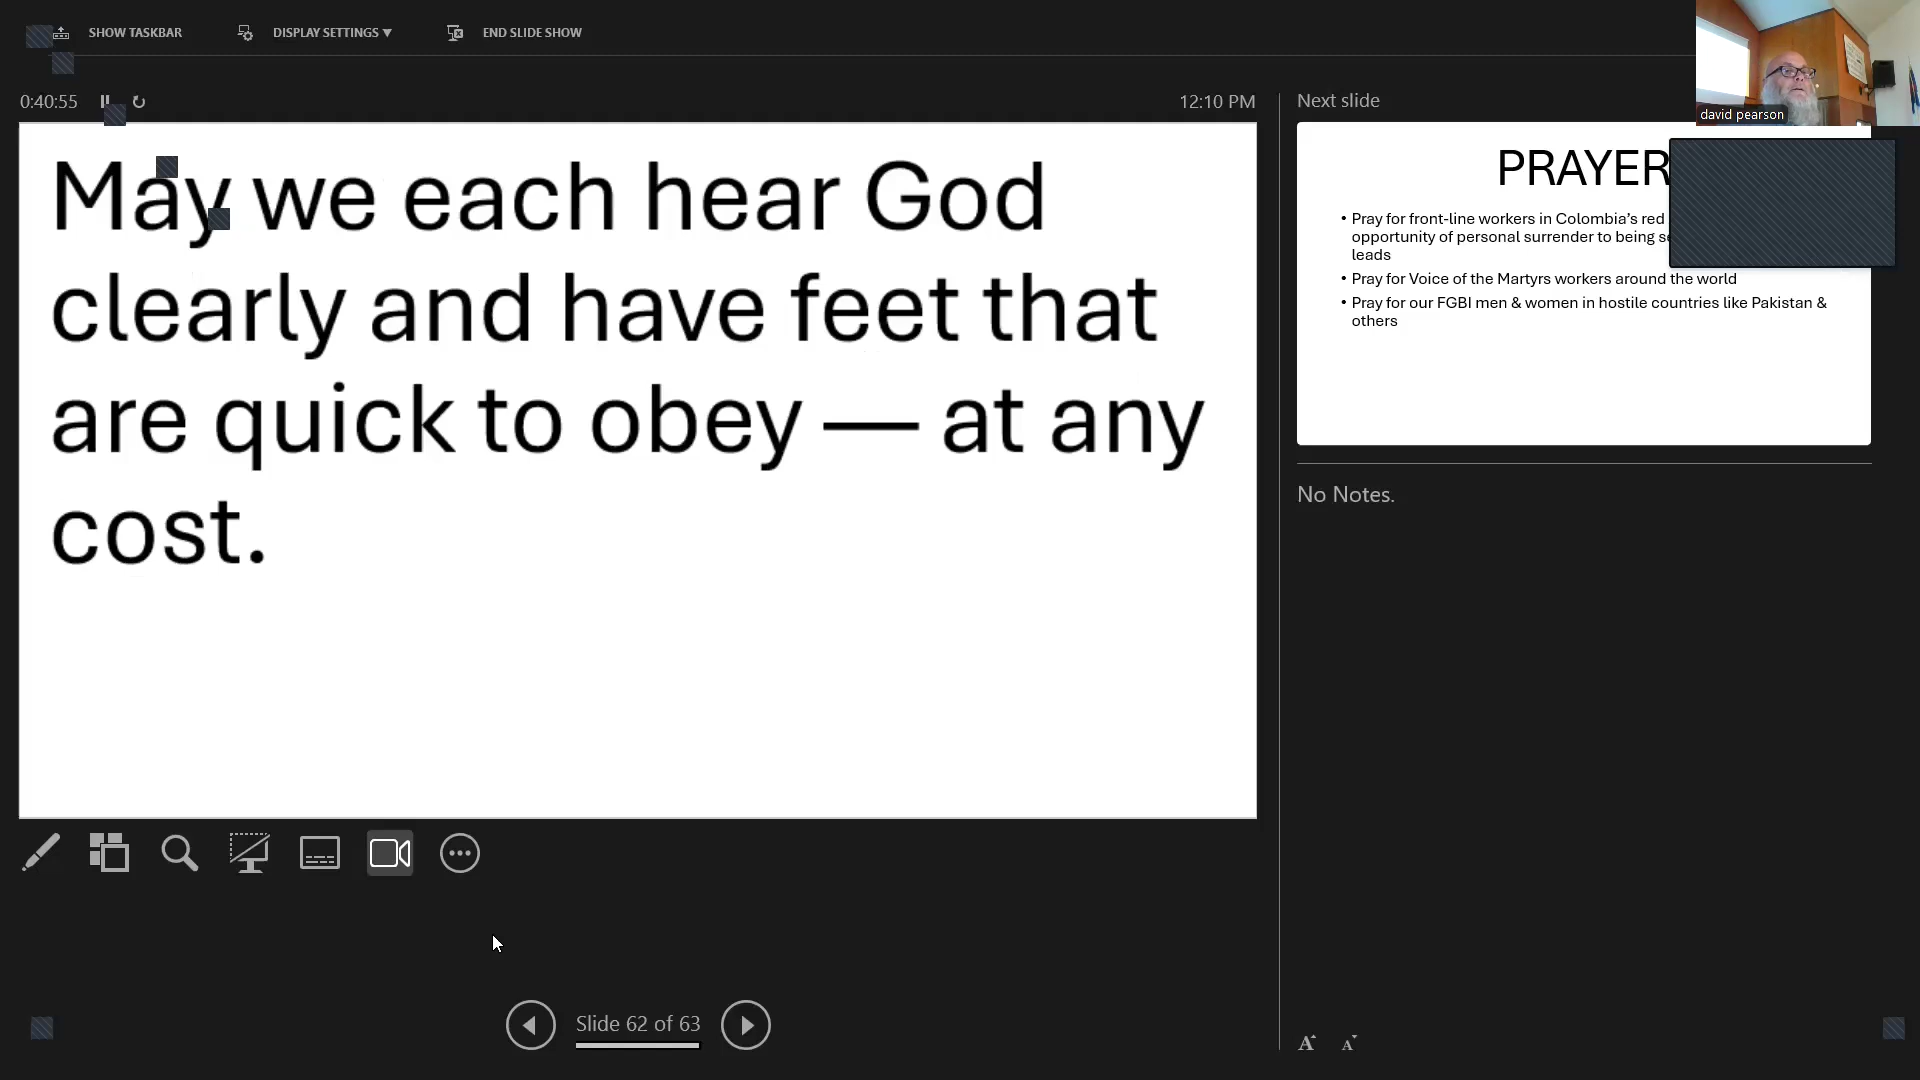 SHOW TASKBAR
DISPLAY SETTINGS ▼
END SLIDE SHOW
0:40:55
12:10 PM
May we each hear God
clearly and have feet that
are quick to obey — at any
cost.
Slide 62 of 63
Next slide
david pearson
PRAYER
• Pray for front-line workers in Colombia’s red
opportunity of personal surrender to being
leads
• Pray for Voice of the Martyrs workers around the world
• Pray for our FGBI men & women in hostile countries like Pakistan &
others
No Notes.
A A